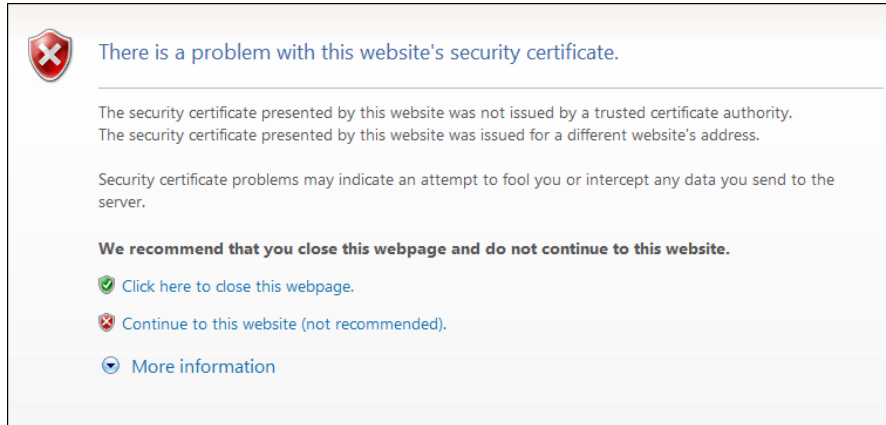 There is a problem with this website's security certificate.
The security certificate presented by this website was not issued by a trusted certificate authority.
The security certificate presented by this website was issued for a different website's address.
Security certificate problems may indicate an attempt to fool you or intercept any data you send to the
server.
We recommend that you close this webpage and do not continue to this website.
Click here to close this webpage.
Continue to this website (not recommended).
More information